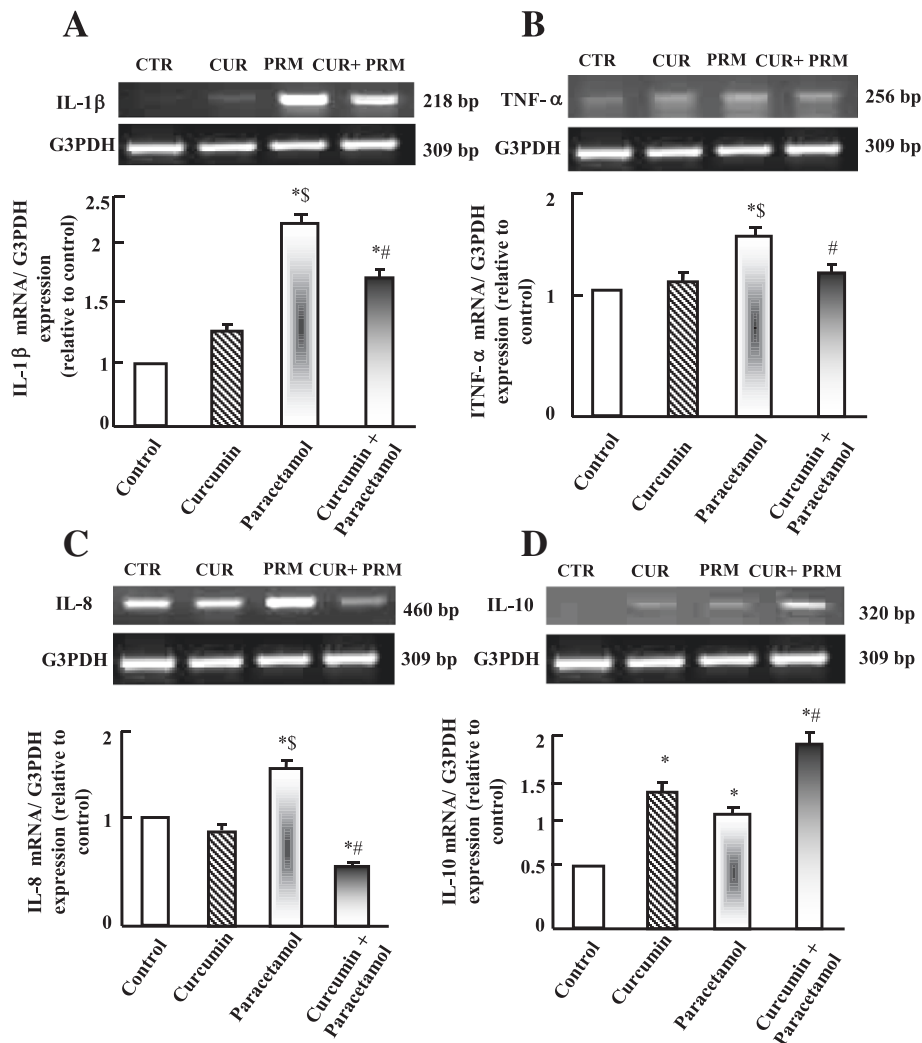 A
CTR CUR PRM CUR+ PRM
IL-1β
218 bp
G3PDH
309 bp
IL-1β mRNA/ G3PDH
expression
(relative to control)
2.5
*$
2
*#
1.5
1
0
Control
Curcumin
Paracetamol
Curcumin +
Paracetamol
B
CTR CUR PRM CUR+ PRM
TNF- α
256 bp
G3PDH
309 bp
ITNF-α mRNA/ G3PDH
expression (relative to
control)
2
*$
#
1
0
Control
Curcumin
Paracetamol
Curcumin +
Paracetamol
C
CTR CUR PRM CUR+ PRM
IL-8
460 bp
G3PDH
309 bp
IL-8 mRNA/ G3PDH
expression (relative to
control)
2
*$
1
*#
0
Control
Curcumin
Paracetamol
Curcumin +
Paracetamol
D
CTR CUR PRM CUR+ PRM
IL-10
320 bp
G3PDH
309 bp
IL-10 mRNA/ G3PDH
expression (relative to
control)
2
*#
1.5
*
*
1
0.5
0
Control
Curcumin
Paracetamol
Curcumin +
Paracetamol